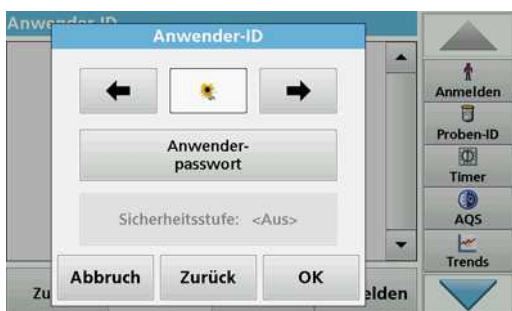 Anwender-ID
Anwender-ID
Anwender-
passwort
Sicherheitsstufe: <Aus>
Abbruch
Zurück
OK
Zu
elden
Anmelden
Proben-ID
Timer
AQS
Trends